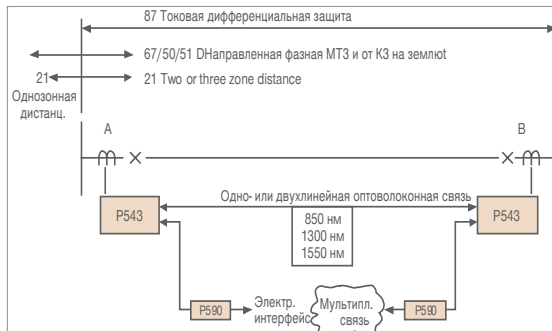 87 Токовая дифференциальная защита
67/50/51 DНаправленная фазная МТЗ и от КЗ на землюt
21
21 Two or three zone distance
Однозонная
дистанц.
A
B
Одно- или двухлинейная оптоволоконная связь
P543
850 нм
1300 нм
1550 нм
P543
P590
Электр.
интерфейс
Мультипл.
связь
P590